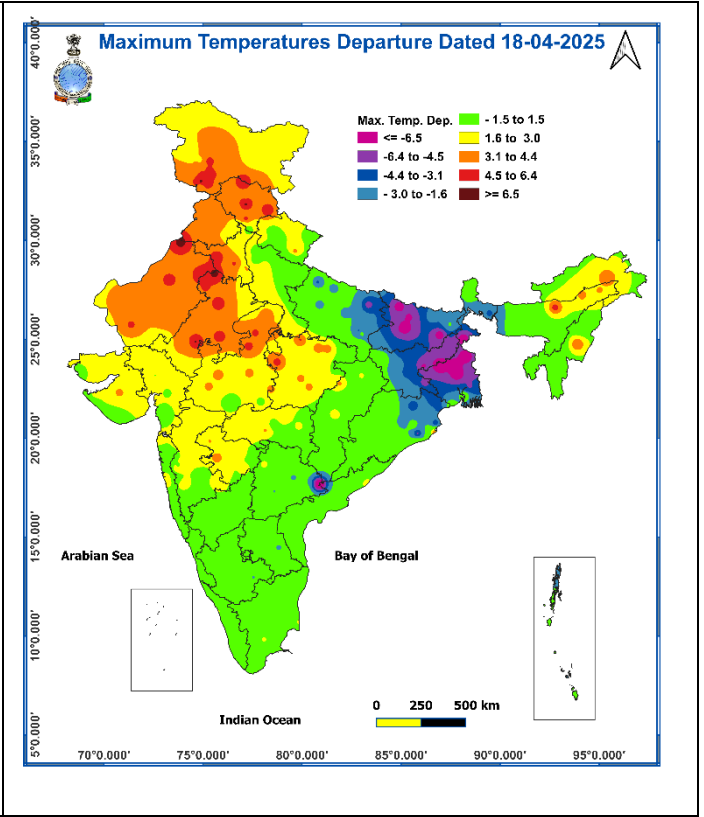 Maximum Temperatures Departure Dated 18-04-2025
Max. Temp. Dep.
<= -6.5
-6.4 to -4.5
-4.4 to -3.1
- 3.0 to -1.6
- 1.5 to 1.5
1.6 to 3.0
3.1 to 4.4
4.5 to 6.4
>= 6.5
40°0.000'
35°0.000'
30°0.000'
25°0.000'
20°0.000'
15°0.000'
10°0.000'
5°0.000'
Arabian Sea
Bay of Bengal
Indian Ocean
0 250 500 km
70°0.000' 75°0.000' 80°0.000' 85°0.000' 90°0.000' 95°0.000'